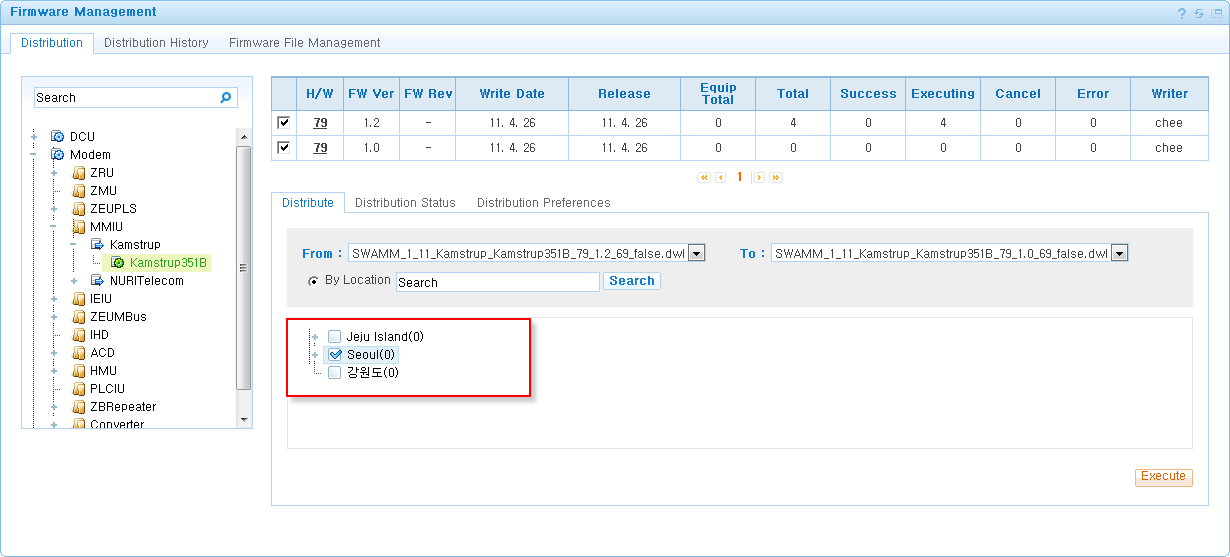 Firmware Management
?
Distribution Distribution History Firmware File Management
Search
DCU
Modem
ZRU
ZMU
ZEUPLS
MMIU
Kamstrup
Kamstrup351B
NURITelecom
IEIU
ZEUMBus
IHD
ACD
HMU
PLCIU
ZBRepeater
Converter
H/W FW Ver FW Rev Write Date Release Equip Total Total Success Executing Cancel Error Writer
79 1.2 - 11. 4. 26 11. 4. 26 0 4 0 4 0 0 chee
79 1.0 - 11. 4. 26 11. 4. 26 0 0 0 0 0 0 chee
1
Distribute Distribution Status Distribution Preferences
From : SWAMM_1_11_Kamstrup_Kamstrup351B_79_1.2_69_false.dwl To : SWAMM_1_11_Kamstrup_Kamstrup351B_79_1.0_69_false.dwl
By Location Search Search
Jeju Island(0)
Seoul(0)
강원도(0)
Execute